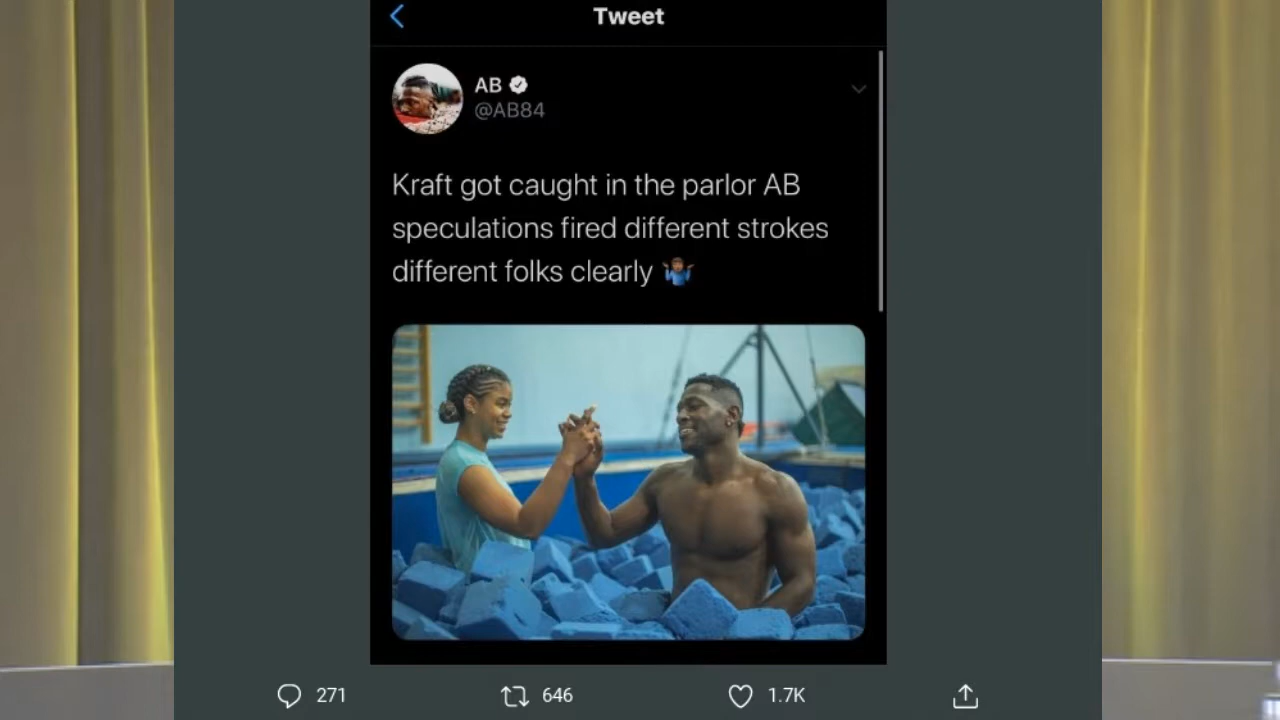 Tweet
AB
@AB84
Kraft got caught in the parlor AB
speculations fired different strokes
different folks clearly 🤷🏾‍♂️
271
646
1.7K